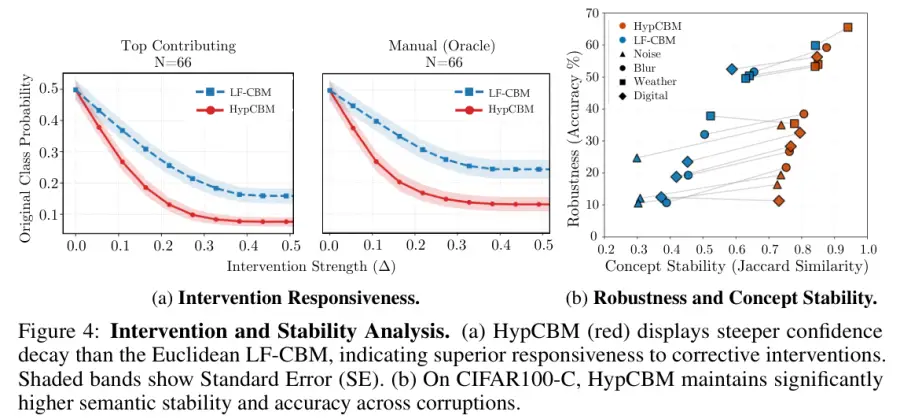 Top Contributing
N=66
Manual (Oracle)
N=66
Original Class Probability
0.5
0.4
0.3
0.2
0.1
LF-CBM
HypCBM
LF-CBM
HypCBM
0.0 0.1 0.2 0.3 0.4 0.5
0.0 0.1 0.2 0.3 0.4 0.5
Intervention Strength (Δ)
(a) Intervention Responsiveness.
Robustness (Accuracy %)
70
60
50
40
30
20
10
0
HypCBM
LF-CBM
Noise
Blur
Weather
Digital
0.2 0.3 0.4 0.5 0.6 0.7 0.8 0.9 1.0
Concept Stability (Jaccard Similarity)
(b) Robustness and Concept Stability.
Figure 4: Intervention and Stability Analysis. (a) HypCBM (red) displays steeper confidence
decay than the Euclidean LF-CBM, indicating superior responsiveness to corrective interventions.
Shaded bands show Standard Error (SE). (b) On CIFAR100-C, HypCBM maintains significantly
higher semantic stability and accuracy across corruptions.